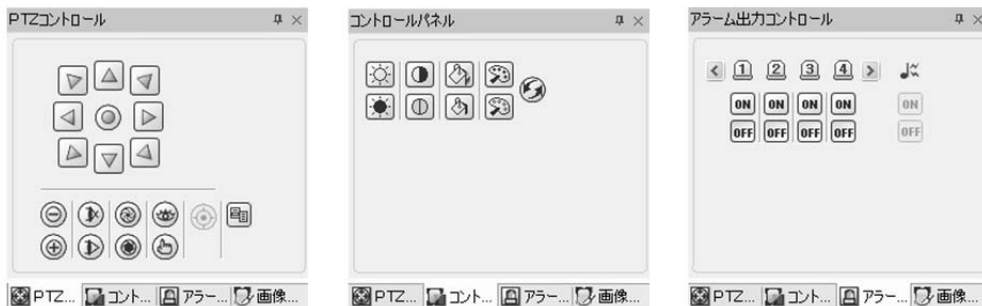 PTZコントロール
コントロールパネル
アラーム出力コントロール
1 2 3 4
ON ON ON ON ON
OFF OFF OFF OFF OFF
PTZ... コント... アラー... 画像...
PTZ... コント... アラー... 画像...
PTZ... コント... アラー... 画像...